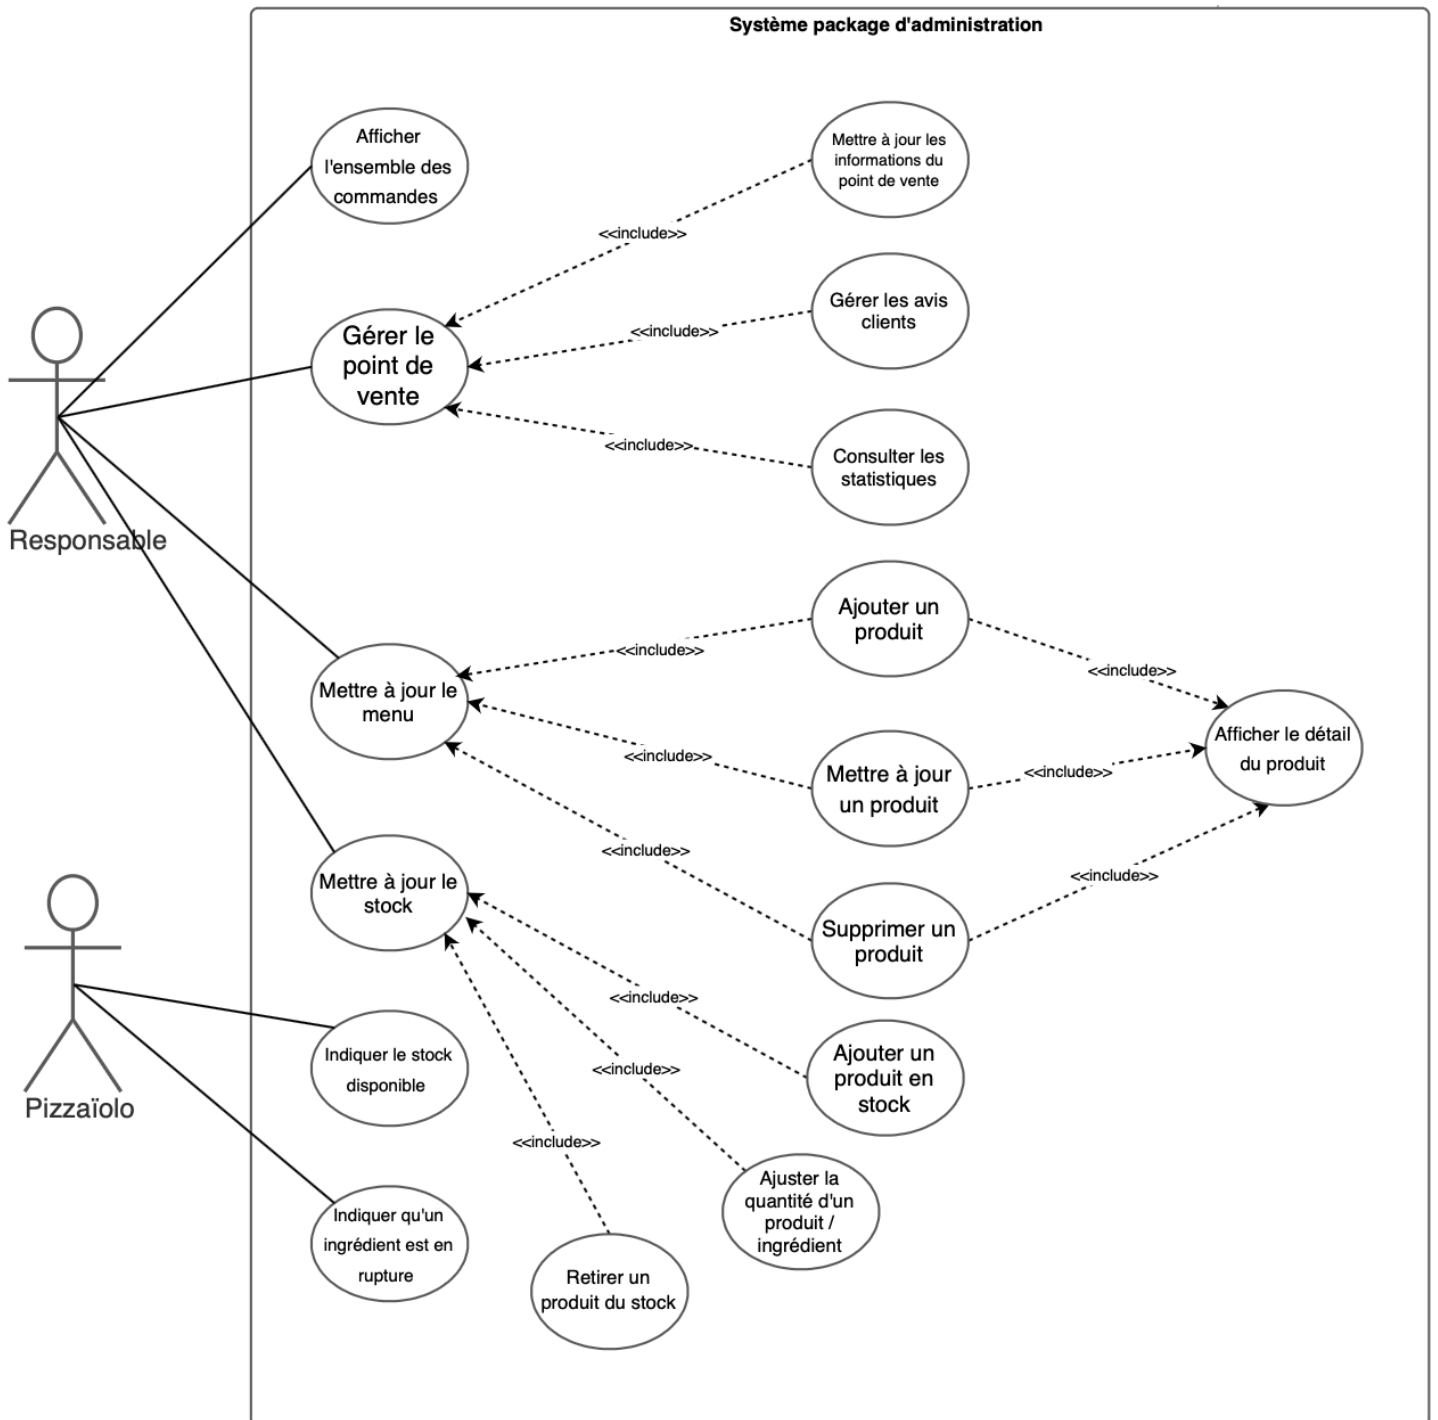 Système package d'administration
Afficher
l'ensemble des
commandes
Mettre à jour les
informations du
point de vente
<<include>>
Gérer les avis
clients
<<include>>
Gérer le
point de
vente
<<include>>
Consulter les
statistiques
Responsable
Ajouter un
produit
<<include>>
<<include>>
Mettre à jour le
menu
Afficher le détail
du produit
<<include>>
<<include>>
Mettre à jour
un produit
<<include>>
<<include>>
Mettre à jour le
stock
Supprimer un
produit
<<include>>
Indiquer le stock
disponible
<<include>>
Ajouter un
produit en
stock
Pizzaïolo
<<include>>
Ajuster la
quantité d'un
produit /
ingrédient
Indiquer qu'un
ingrédient est en
rupture
Retirer un
produit du stock